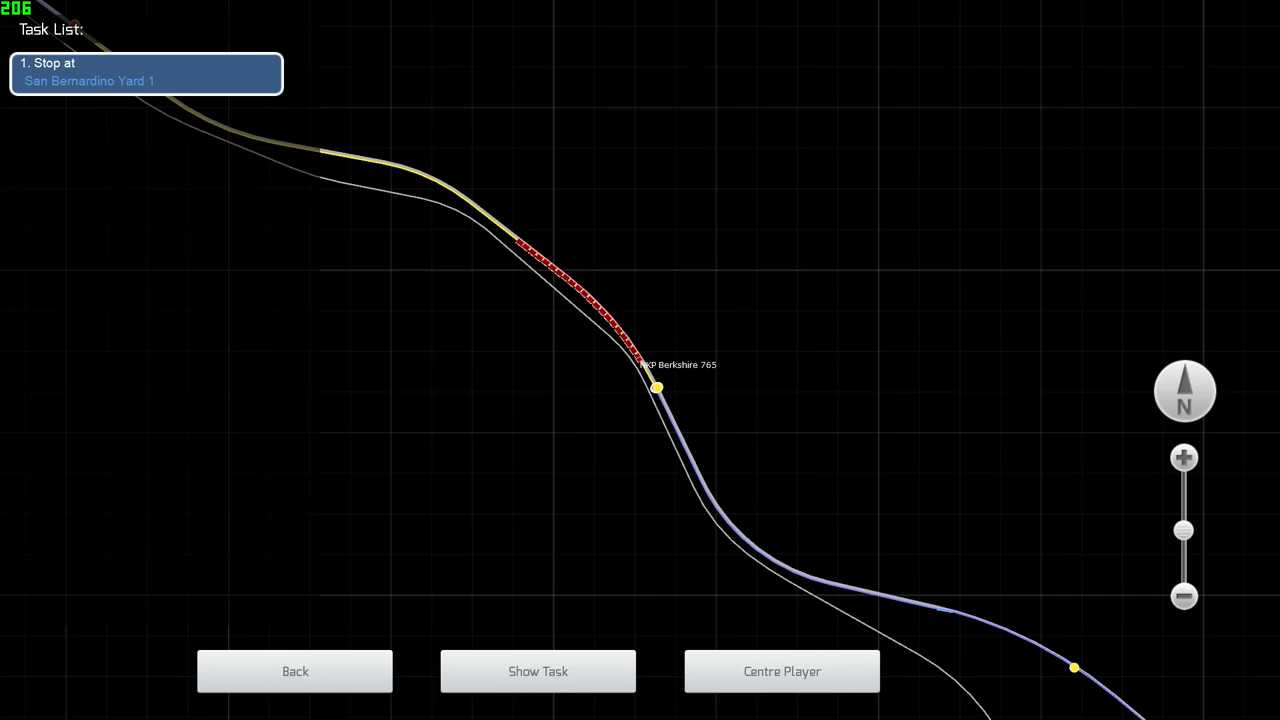 206
Task List:
1. Stop at
San Bernardino Yard 1
NKP Berkshire 765
N
Back
Show Task
Centre Player